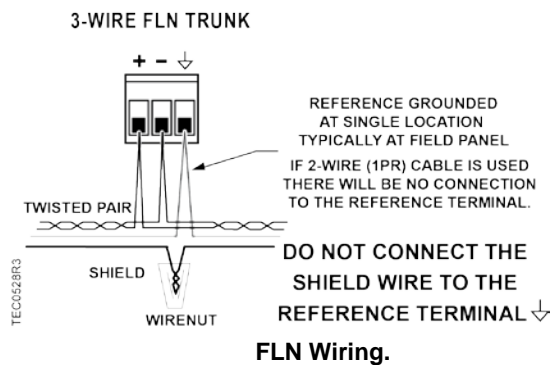 3-WIRE FLN TRUNK
+ − ⏚
REFERENCE GROUNDED
AT SINGLE LOCATION
TYPICALLY AT FIELD PANEL
IF 2-WIRE (1PR) CABLE IS USED
THERE WILL BE NO CONNECTION
TO THE REFERENCE TERMINAL.
TWISTED PAIR
DO NOT CONNECT THE
SHIELD WIRE TO THE
REFERENCE TERMINAL ⏚
SHIELD
WIRENUT
TEC0528R3
FLN Wiring.